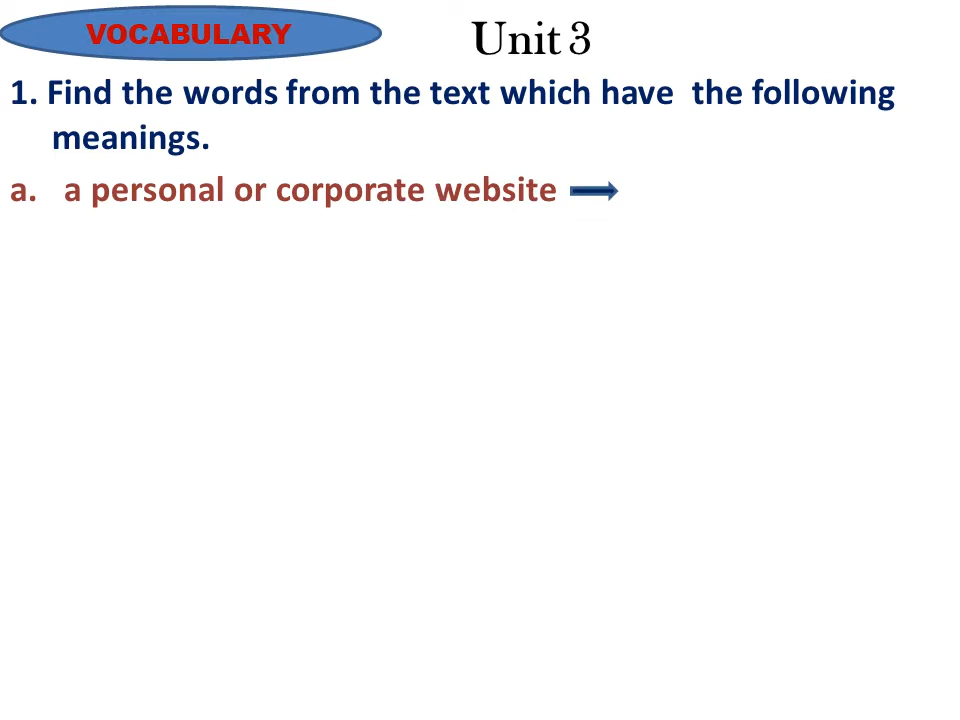 VOCABULARY
Unit 3
1. Find the words from the text which have the following
meanings.
a. a personal or corporate website